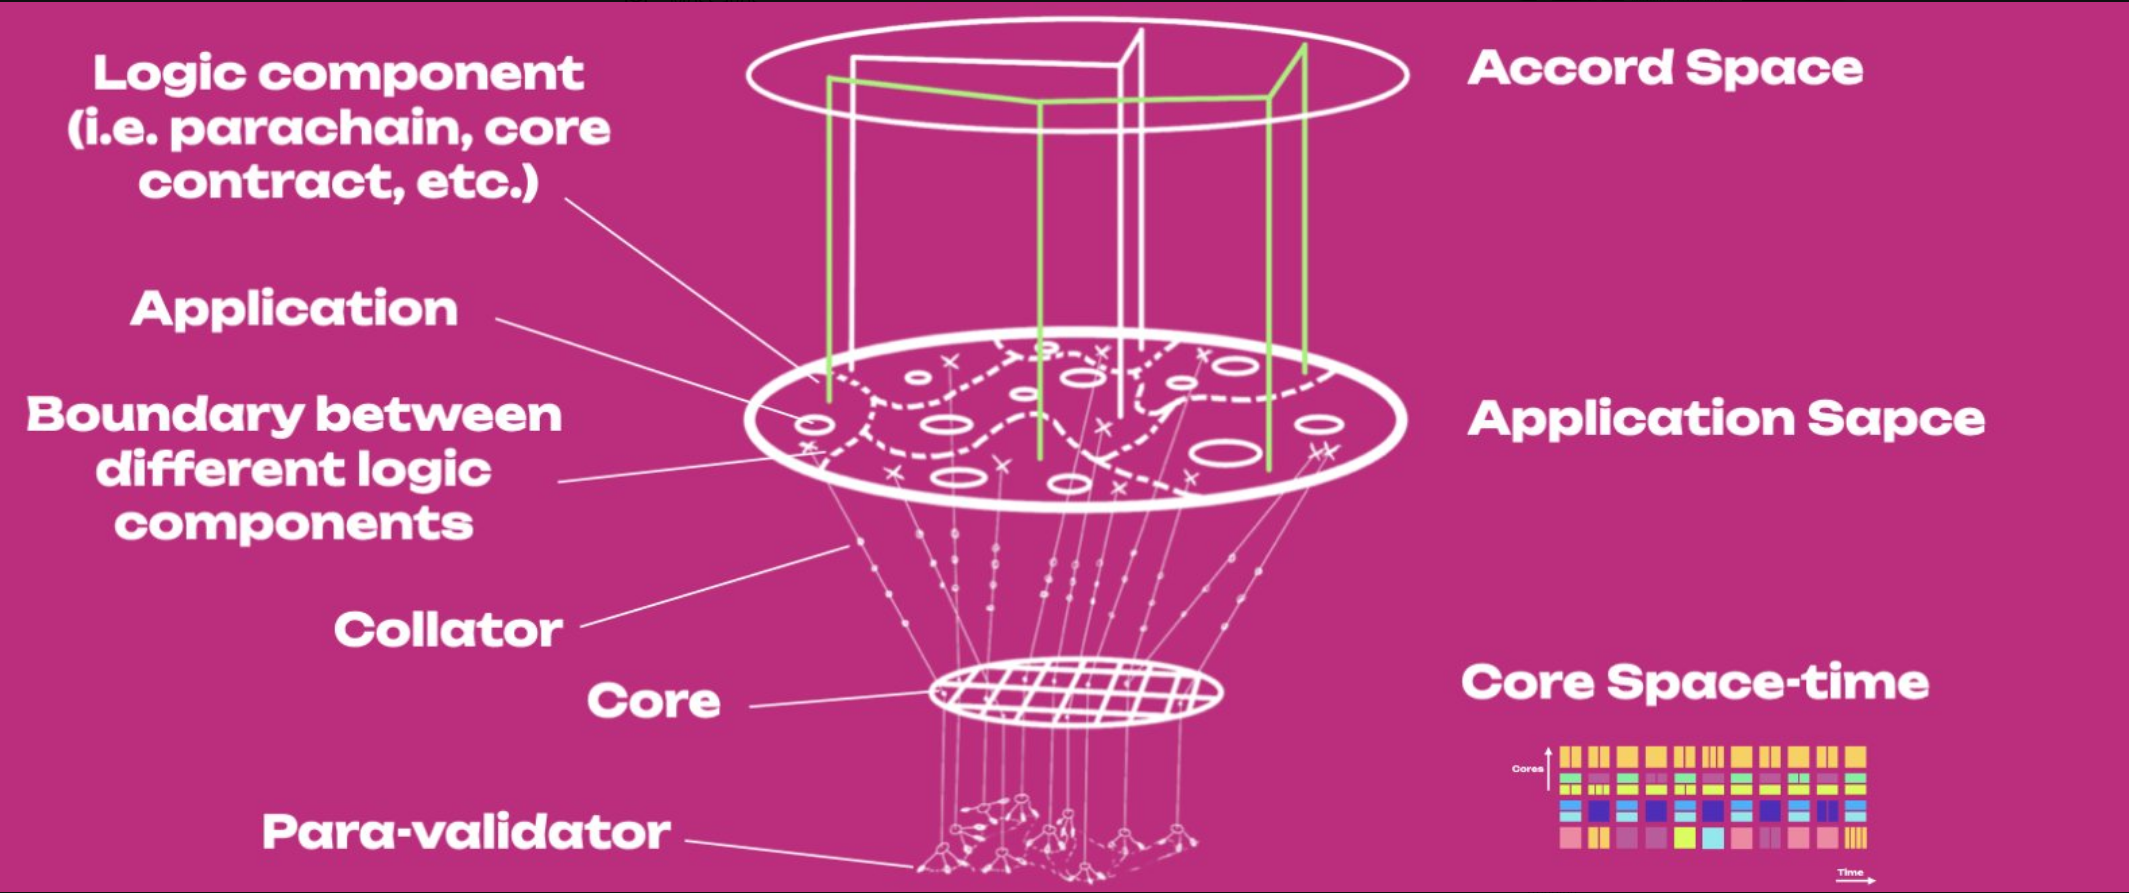 Logic component
(i.e. parachain, core
contract, etc.)
Application
Boundary between
different logic
components
Collator
Core
Para-validator
Accord Space
Application Sapce
Core Space-time
Cores
Time